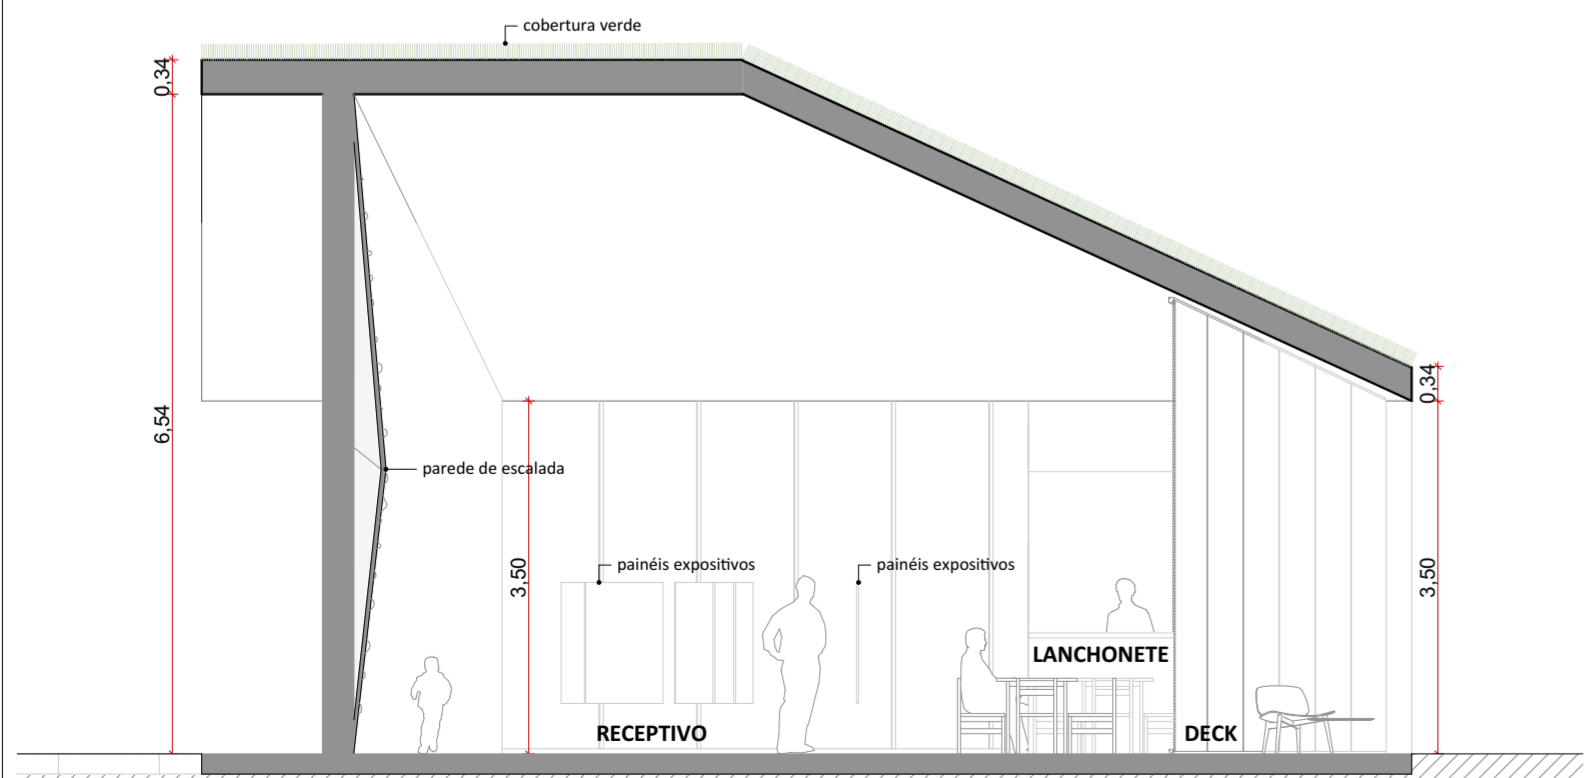 cobertura verde
0,34
0,34
6,54
parede de escalada
3,50
painéis expositivos
painéis expositivos
3,50
LANCHONETE
RECEPTIVO
DECK